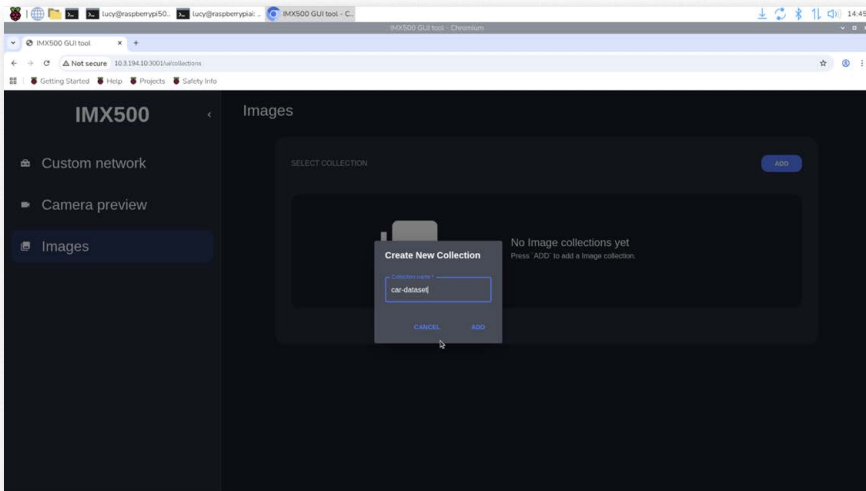 lucy@raspberrypi50..
lucy@raspberrypiai: ..
IMX500 GUI tool - C..
14:45
IMX500 GUI tool - Chromium
IMX500 GUI tool
Not secure
10.3.194.10:3001/ui/collections
Getting Started
Help
Projects
Safety Info
IMX500
Custom network
Camera preview
Images
Images
SELECT COLLECTION
ADD
No Image collections yet
Press `ADD` to add a Image collection.
Create New Collection
Collection name *
car-dataset
CANCEL
ADD